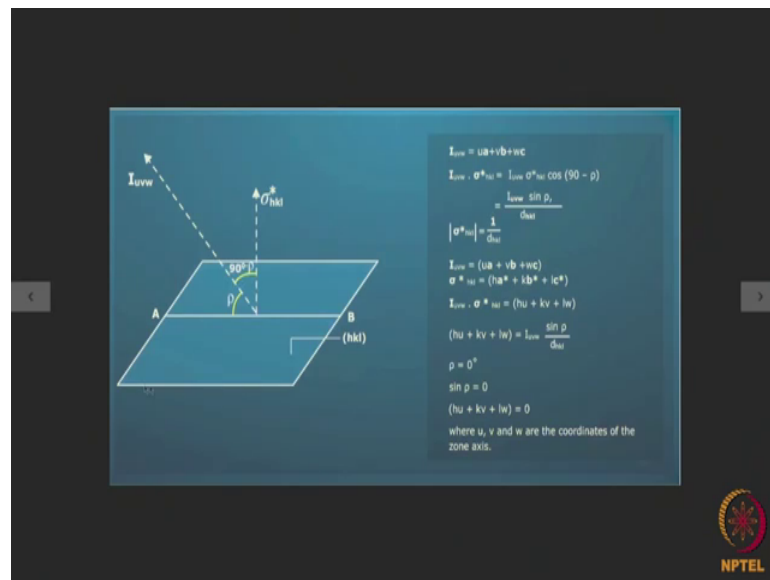 I_uvw
σ*_hkl
90°-ρ
ρ
A
B
(hkl)
I_uvw = ua+vb+wc
I_uvw . σ*_hkl = I_uvw σ*_hkl cos (90 - ρ)
= I_uvw sin ρ, / d_hkl
|σ*_hkl| = 1 / d_hkl
I_uvw = (ua + vb +wc)
σ *_hkl = (ha* + kb* + lc*)
I_uvw . σ *_hkl = (hu + kv + lw)
(hu + kv + lw) = I_uvw sin ρ / d_hkl
ρ = 0°
sin ρ = 0
(hu + kv + lw) = 0
where u, v and w are the coordinates of the
zone axis.
NPTEL